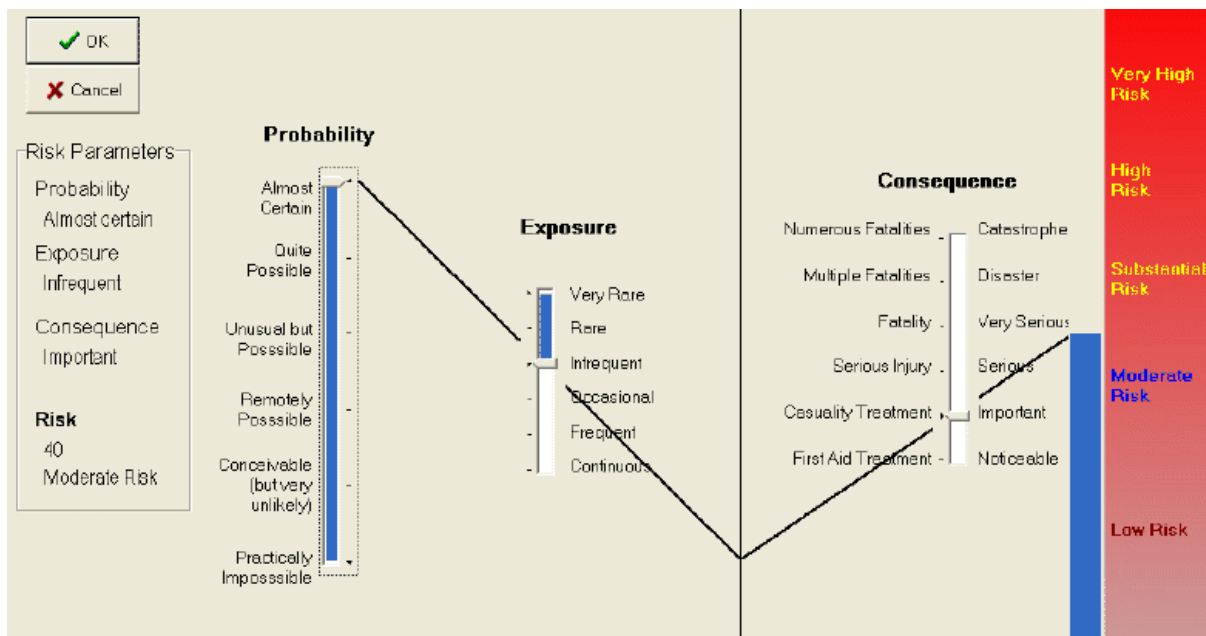 OK
Cancel
Risk Parameters
Probability
Almost certain
Exposure
Infrequent
Consequence
Important
Risk
40
Moderate Risk
Probability
Almost
Certain
Quite
Possible
Unusual but
Posssible
Remotely
Posssible
Conceivable
(but very
unlikely)
Practically
Imposssible
Exposure
Very Rare
Rare
Infrequent
Occasional
Frequent
Continuous
Consequence
Numerous Fatalities
Catastrophe
Multiple Fatalities
Disaster
Fatality
Very Serious
Serious Injury
Serious
Casuality Treatment
Important
First Aid Treatment
Noticeable
Very High
Risk
High
Risk
Substantial
Risk
Moderate
Risk
Low Risk